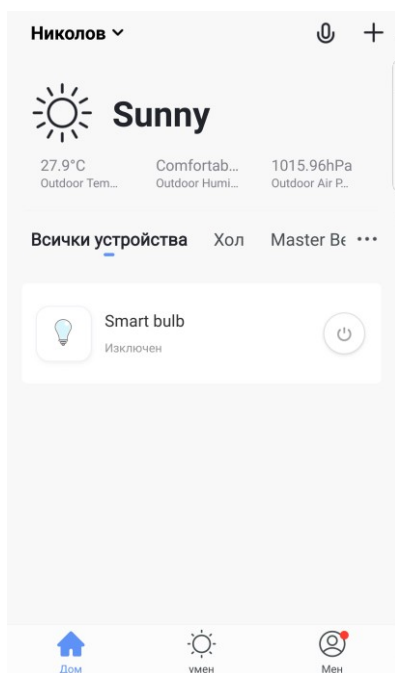 Николов
Sunny
27.9°C Comfortab... 1015.96hPa
Outdoor Tem... Outdoor Humi... Outdoor Air P...
Всички устройства Хол Master Be
Smart bulb
Изключен
Дом умен Мен